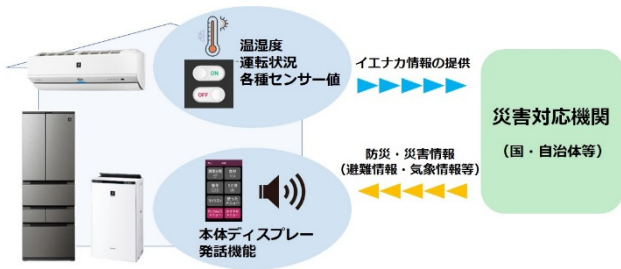 温湿度
運転状況
各種センサー値
ON
OFF
イエナカ情報の提供
災害対応機関
(国・自治体等)
防災・災害情報
(避難情報・気象情報等)
本体ディスプレー
発話機能